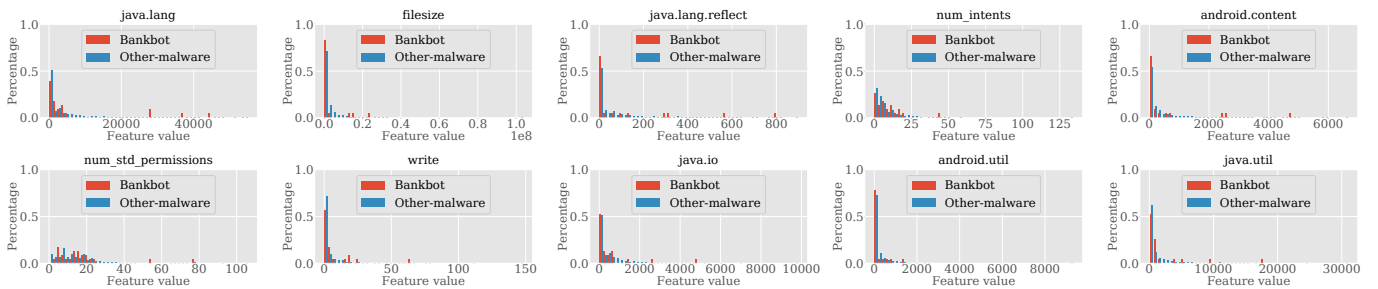 java.lang
Percentage
1.0
0.5
0.0
Bankbot
Other-malware
0 20000 40000
Feature value
filesize
Percentage
1.0
0.5
0.0
Bankbot
Other-malware
0.0 0.4 0.8
1e8
Feature value
java.lang.reflect
Percentage
1.0
0.5
0.0
Bankbot
Other-malware
0 200 400 600 800
Feature value
num_intents
Percentage
1.0
0.5
0.0
Bankbot
Other-malware
0 25 50 75 100 125
Feature value
android.content
Percentage
1.0
0.5
0.0
Bankbot
Other-malware
0 2000 4000 6000
Feature value
num_std_permissions
Percentage
1.0
0.5
0.0
Bankbot
Other-malware
0 20 40 60 80 100
Feature value
write
Percentage
1.0
0.5
0.0
Bankbot
Other-malware
0 50 100 150
Feature value
java.io
Percentage
1.0
0.5
0.0
Bankbot
Other-malware
0 2000 4000 6000 8000 10000
Feature value
android.util
Percentage
1.0
0.5
0.0
Bankbot
Other-malware
0 2000 4000 6000 8000
Feature value
java.util
Percentage
1.0
0.5
0.0
Bankbot
Other-malware
0 10000 20000 30000
Feature value